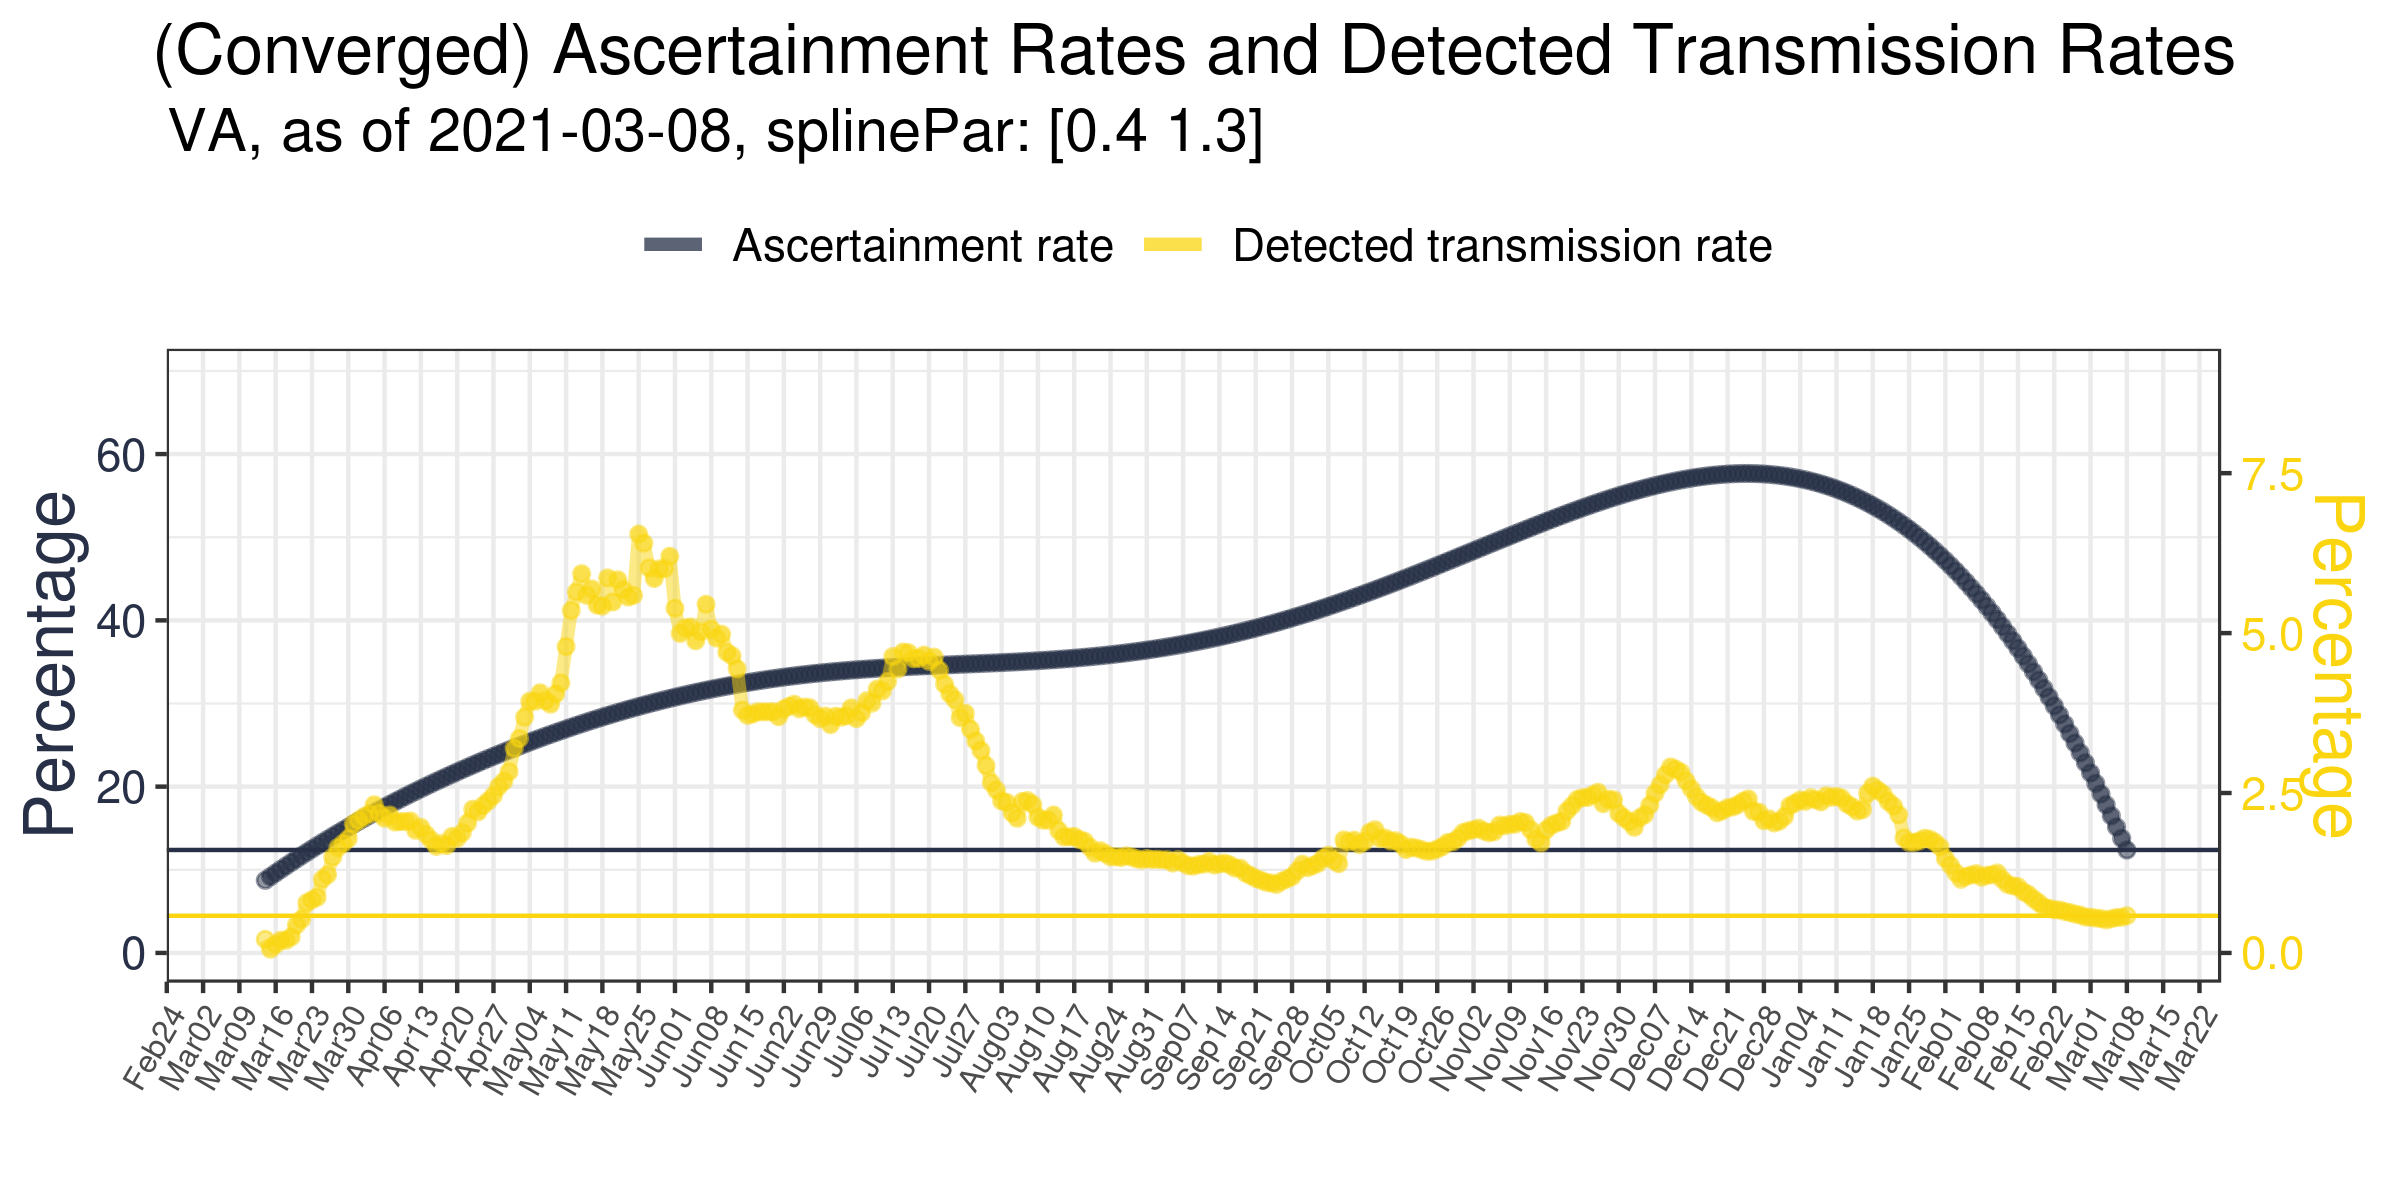 (Converged) Ascertainment Rates and Detected Transmission Rates
VA, as of 2021-03-08, splinePar: [0.4 1.3]
Ascertainment rate Detected transmission rate
Percentage
60
40
20
0
7.5
5.0
2.5
0.0
Percentage
Feb24 Mar02 Mar09 Mar16 Mar23 Mar30 Apr06 Apr13 Apr20 Apr27 May04 May11 May18 May25 Jun01 Jun08 Jun15 Jun22 Jun29 Jul06 Jul13 Jul20 Jul27 Aug03 Aug10 Aug17 Aug24 Aug31 Sep07 Sep14 Sep21 Sep28 Oct05 Oct12 Oct19 Oct26 Nov02 Nov09 Nov16 Nov23 Nov30 Dec07 Dec14 Dec21 Dec28 Jan04 Jan11 Jan18 Jan25 Feb01 Feb08 Feb15 Feb22 Mar01 Mar08 Mar15 Mar22